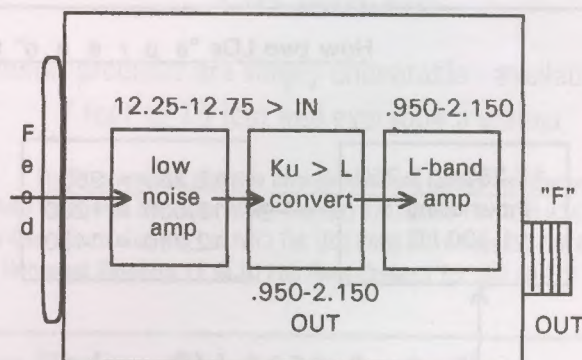 12.25-12.75 > IN
.950-2.150
Feed
low
noise
amp
Ku > L
convert
L-band
amp
"F"
.950-2.150
OUT
OUT